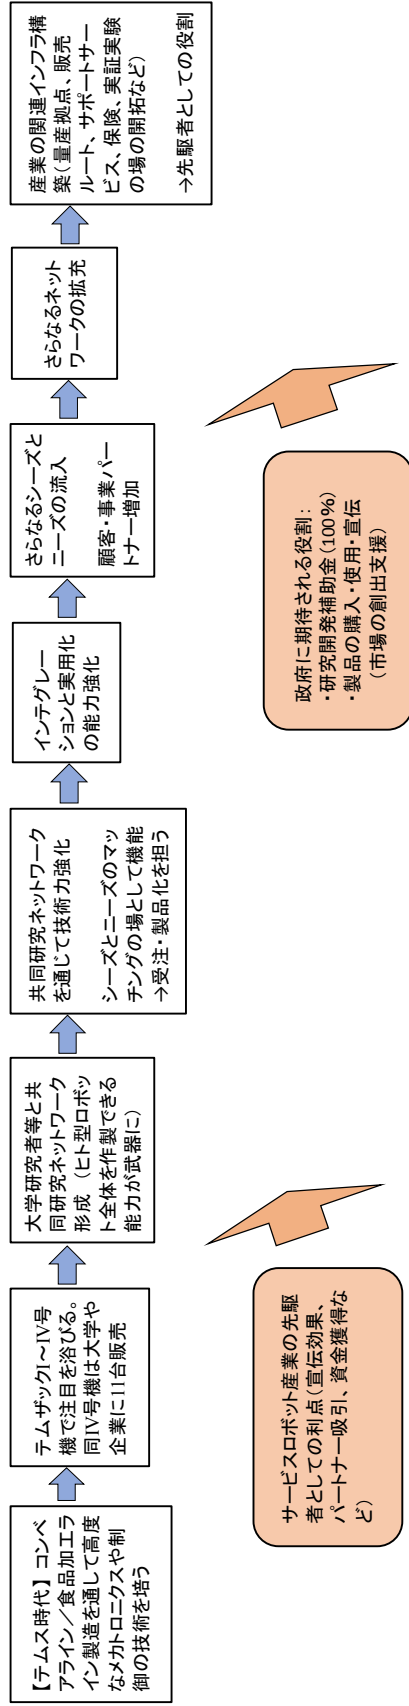 【テムス時代】コンベ
アライン／食品加工ラ
イン製造を通して高度
なメカトロニクスや制
御の技術を培う
テムザックI～IV号
機で注目を浴びる。
同IV号機は大学や
企業に11台販売
大学研究者等と共
同研究ネットワーク
形成 （ヒト型ロボッ
ト全体を作製できる
能力が武器に）
共同研究ネットワーク
を通じて技術力強化
シーズとニーズのマッ
チングの場として機能
→受注・製品化を担う
インテグレー
ションと実用化
の能力強化
さらなるシーズと
ニーズの流入
顧客・事業パー
トナー増加
さらなるネット
ワークの拡充
産業の関連インフラ構
築（量産拠点、販売
ルート、サポートサー
ビス、保険、実証実験
の場の開拓など）
→先駆者としての役割
サービスロボット産業の先駆
者としての利点（宣伝効果、
パートナー吸引、資金獲得な
ど）
政府に期待される役割：
・研究開発補助金（100％）
・製品の購入・使用・宣伝
（市場の創出支援）